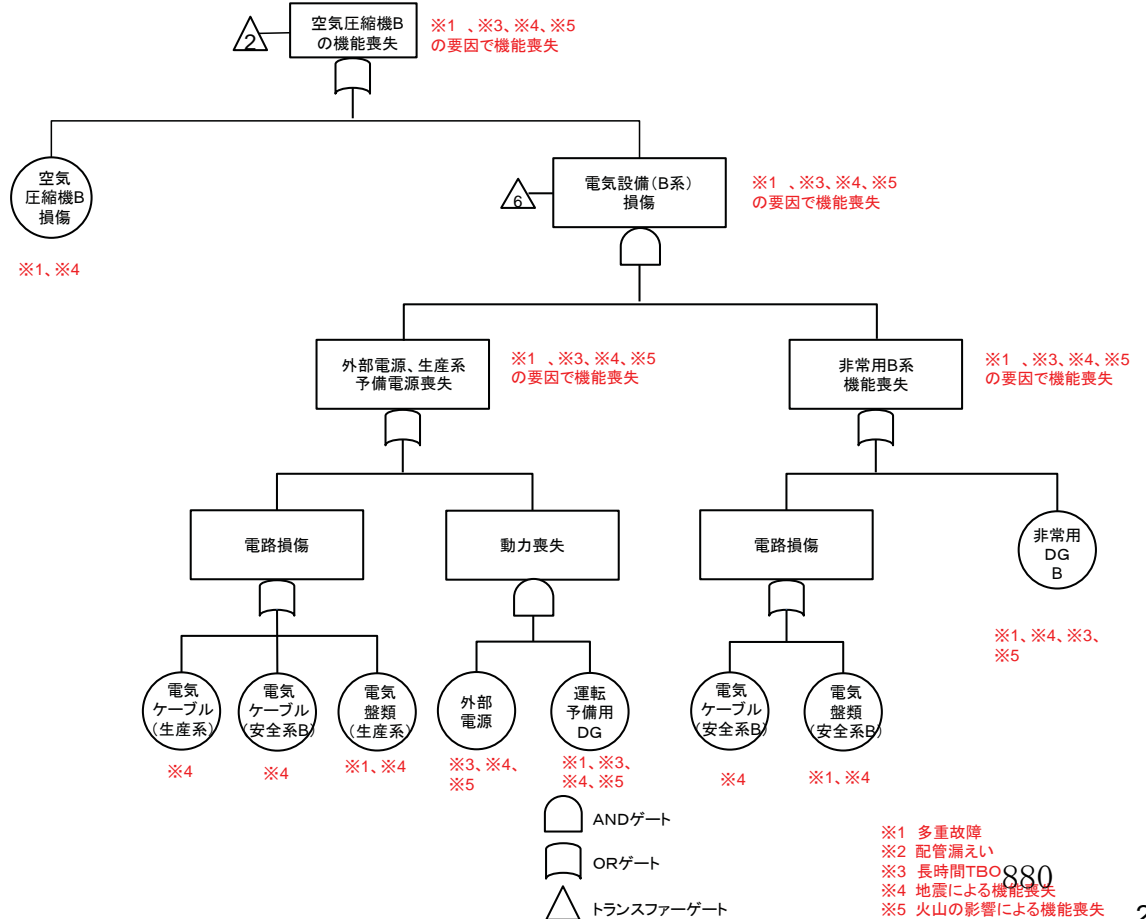 空気圧縮機B
の機能喪失
2
※1 、※3、※4、※5
の要因で機能喪失
空気
圧縮機B
損傷
※1、※4
電気設備(B系)
損傷
6
※1 、※3、※4、※5
の要因で機能喪失
外部電源、生産系
予備電源喪失
※1 、※3、※4、※5
の要因で機能喪失
非常用B系
機能喪失
※1 、※3、※4、※5
の要因で機能喪失
電路損傷
動力喪失
電路損傷
非常用
DG
B
※1、※4、※3、
※5
電気
ケーブル
(生産系)
※4
電気
ケーブル
(安全系B)
※4
電気
盤類
(生産系)
※1、※4
外部
電源
※3、※4、
※5
運転
予備用
DG
※1、※3、
※4、※5
電気
ケーブル
(安全系B)
※4
電気
盤類
(安全系B)
※1、※4
ANDゲート
ORゲート
トランスファーゲート
※1 多重故障
※2 配管漏えい
※3 長時間TBO
※4 地震による機能喪失
※5 火山の影響による機能喪失
880